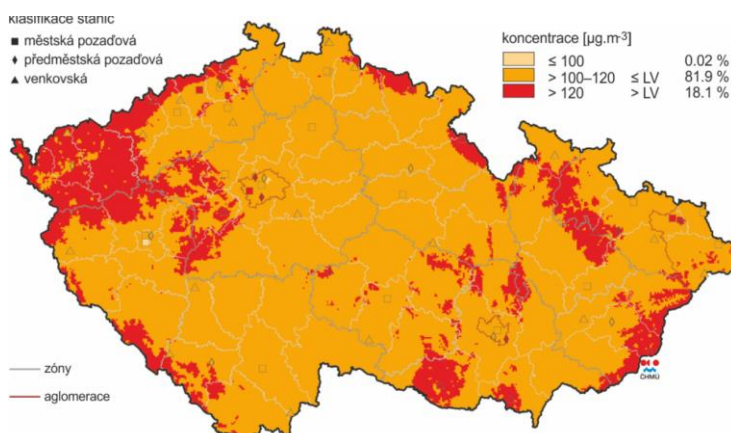 klasifikace stanic
městská pozaďová
předměstská pozaďová
venkovská
koncentrace [µg.m-³]
≤ 100 0.02 %
> 100–120 ≤ LV 81.9 %
> 120 > LV 18.1 %
zóny
aglomerace
ČHMÚ